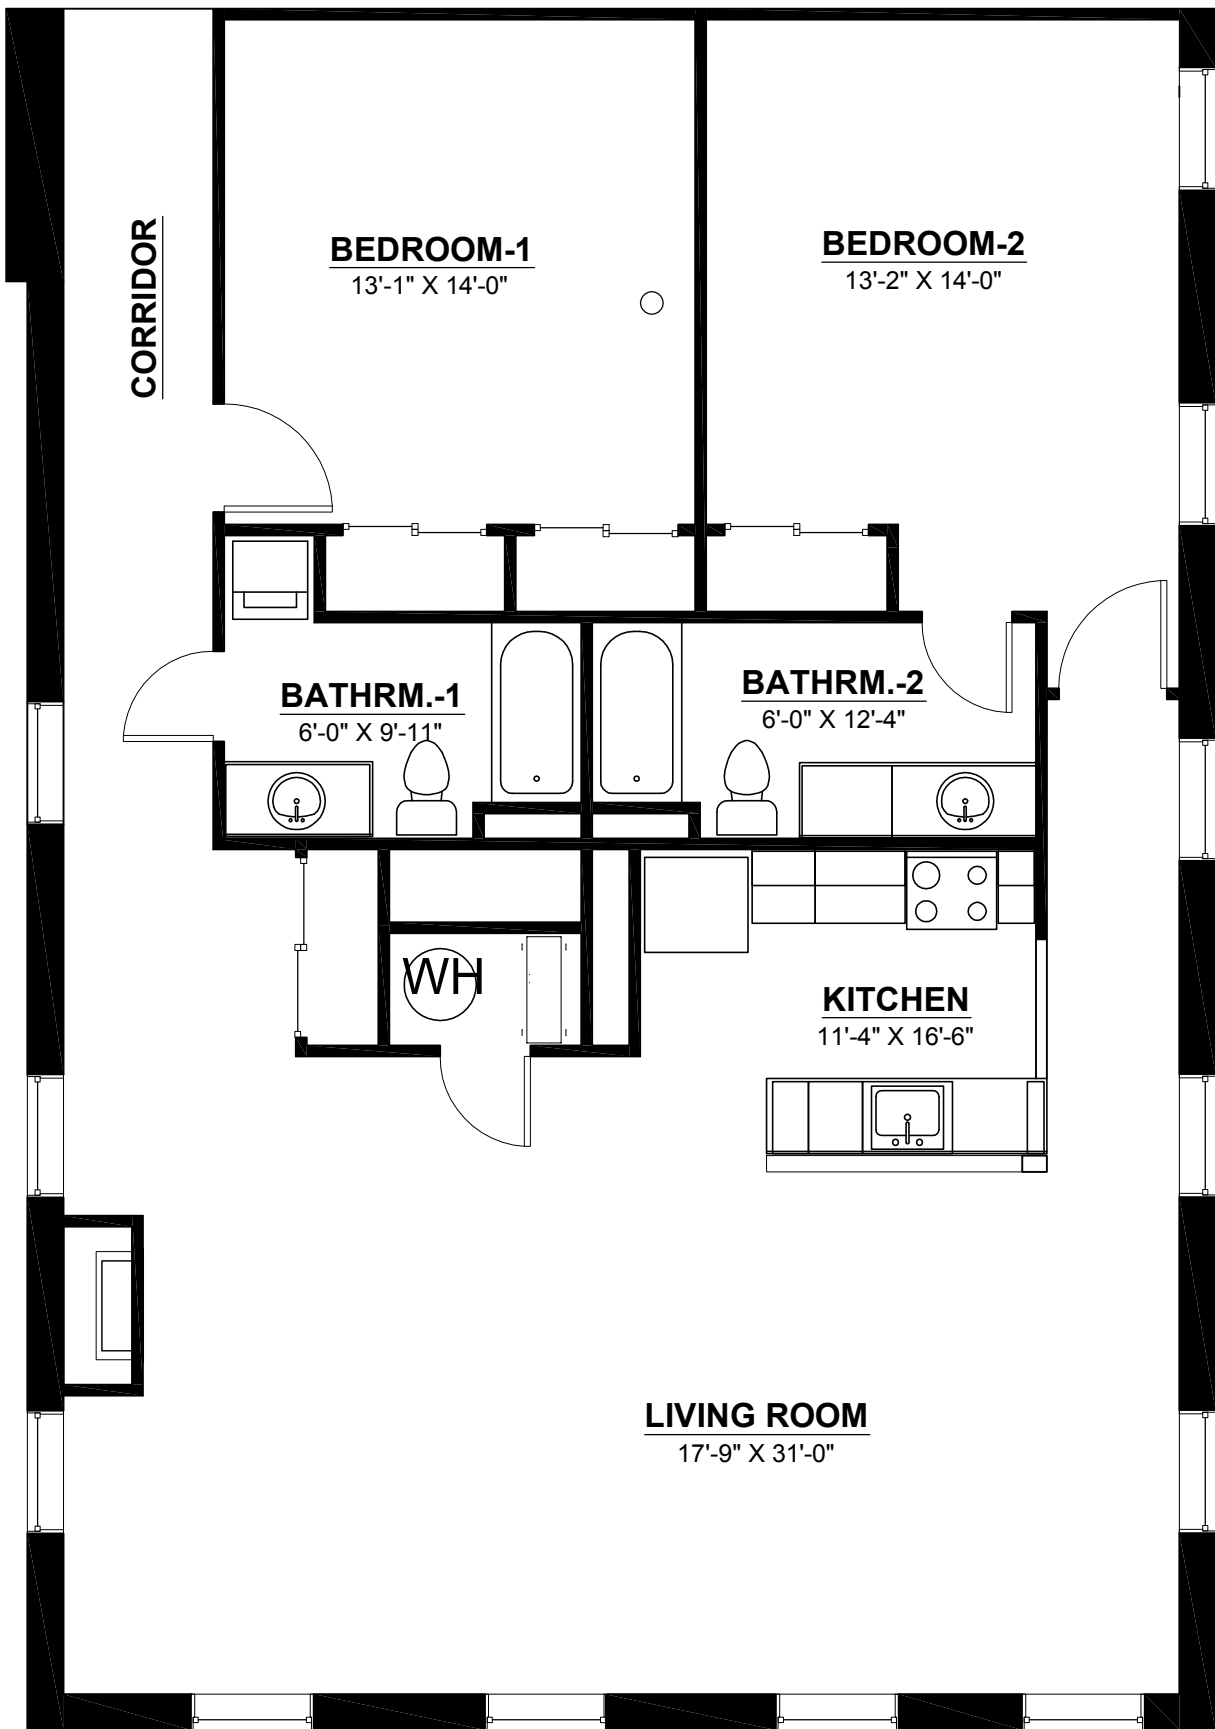 BEDROOM-1
13'-1" X 14'-0"
BEDROOM-2
13'-2" X 14'-0"
CORRIDOR
BATHRM.-1
6'-0" X 9'-11"
BATHRM.-2
6'-0" X 12'-4"
WH
KITCHEN
11'-4" X 16'-6"
LIVING ROOM
17'-9" X 31'-0"